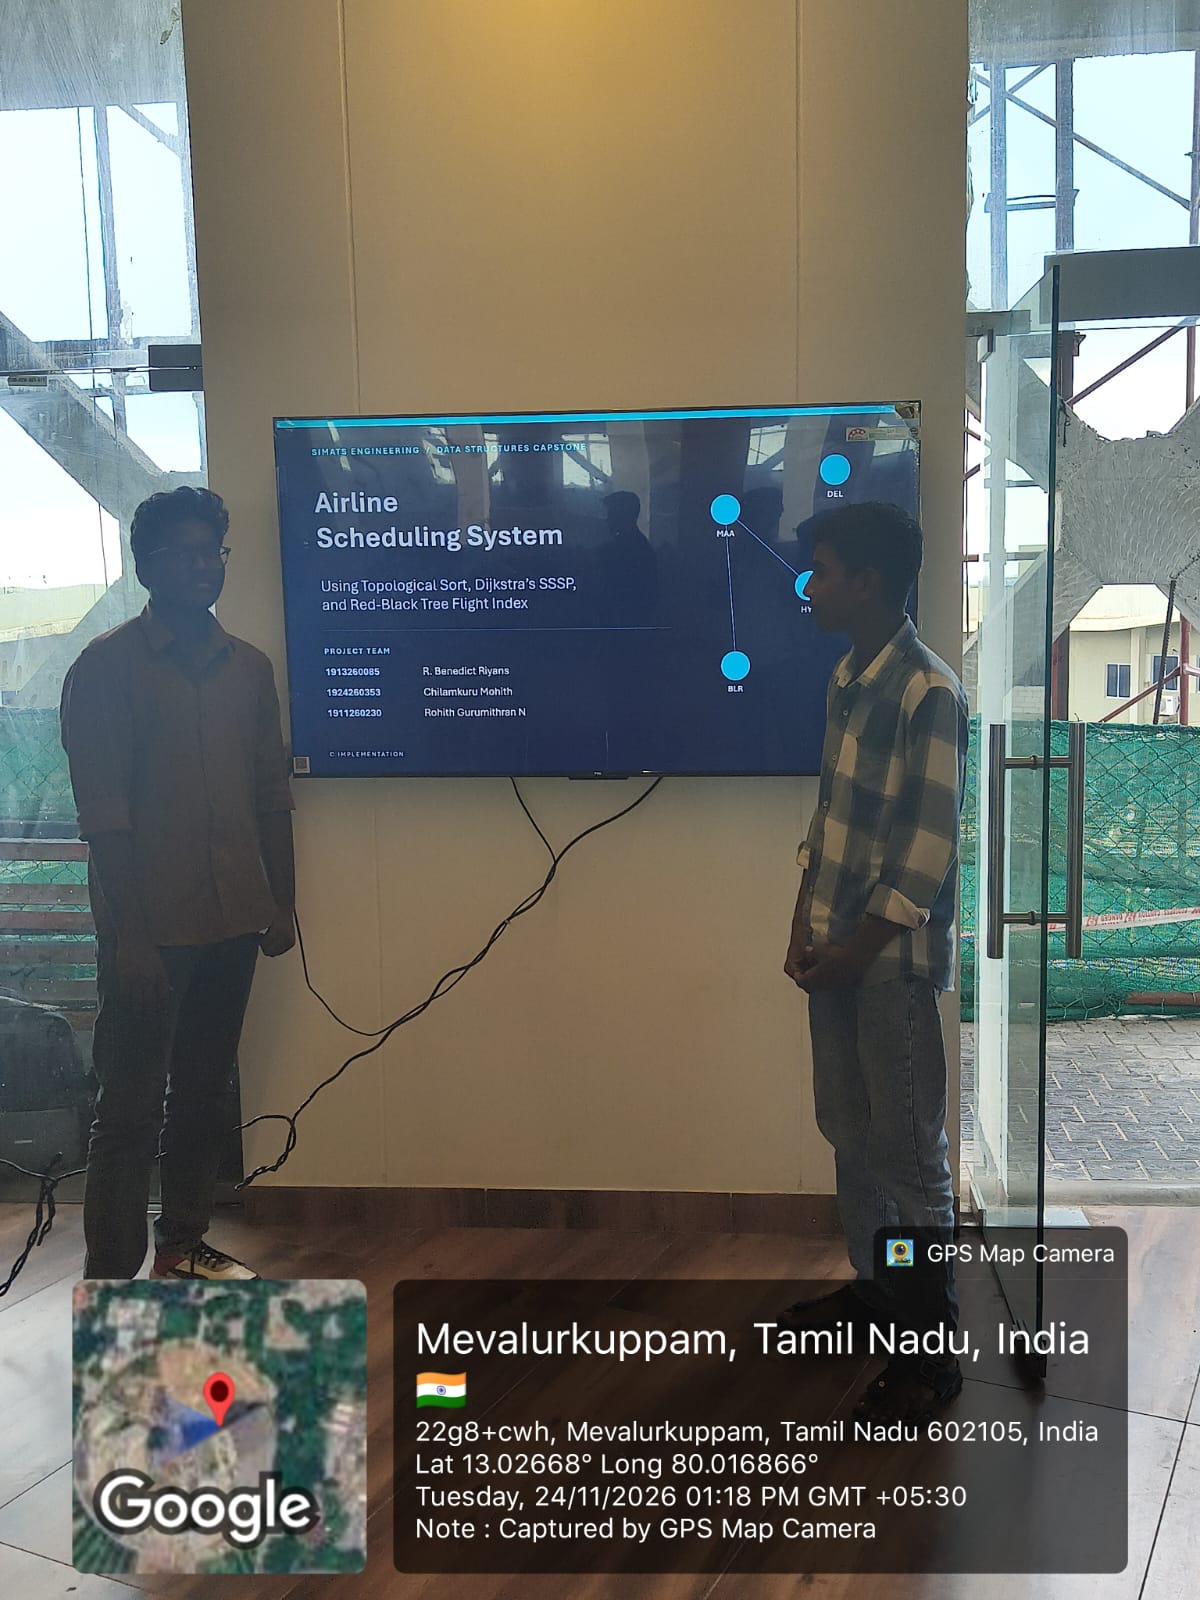 SIMATS ENGINEERING / DATA STRUCTURES CAPSTONE
Airline
Scheduling System
Using Topological Sort, Dijkstra's SSSP,
and Red-Black Tree Flight Index
PROJECT TEAM
1913260085 R. Benedict Riyans
1924260353 Chilamkuru Mohith
1911260230 Rohith Gurumithran N
C IMPLEMENTATION
DEL
MAA
HY
BLR
GPS Map Camera
Mevalurkuppam, Tamil Nadu, India
22g8+cwh, Mevalurkuppam, Tamil Nadu 602105, India
Lat 13.02668° Long 80.016866°
Tuesday, 24/11/2026 01:18 PM GMT +05:30
Note : Captured by GPS Map Camera
Google